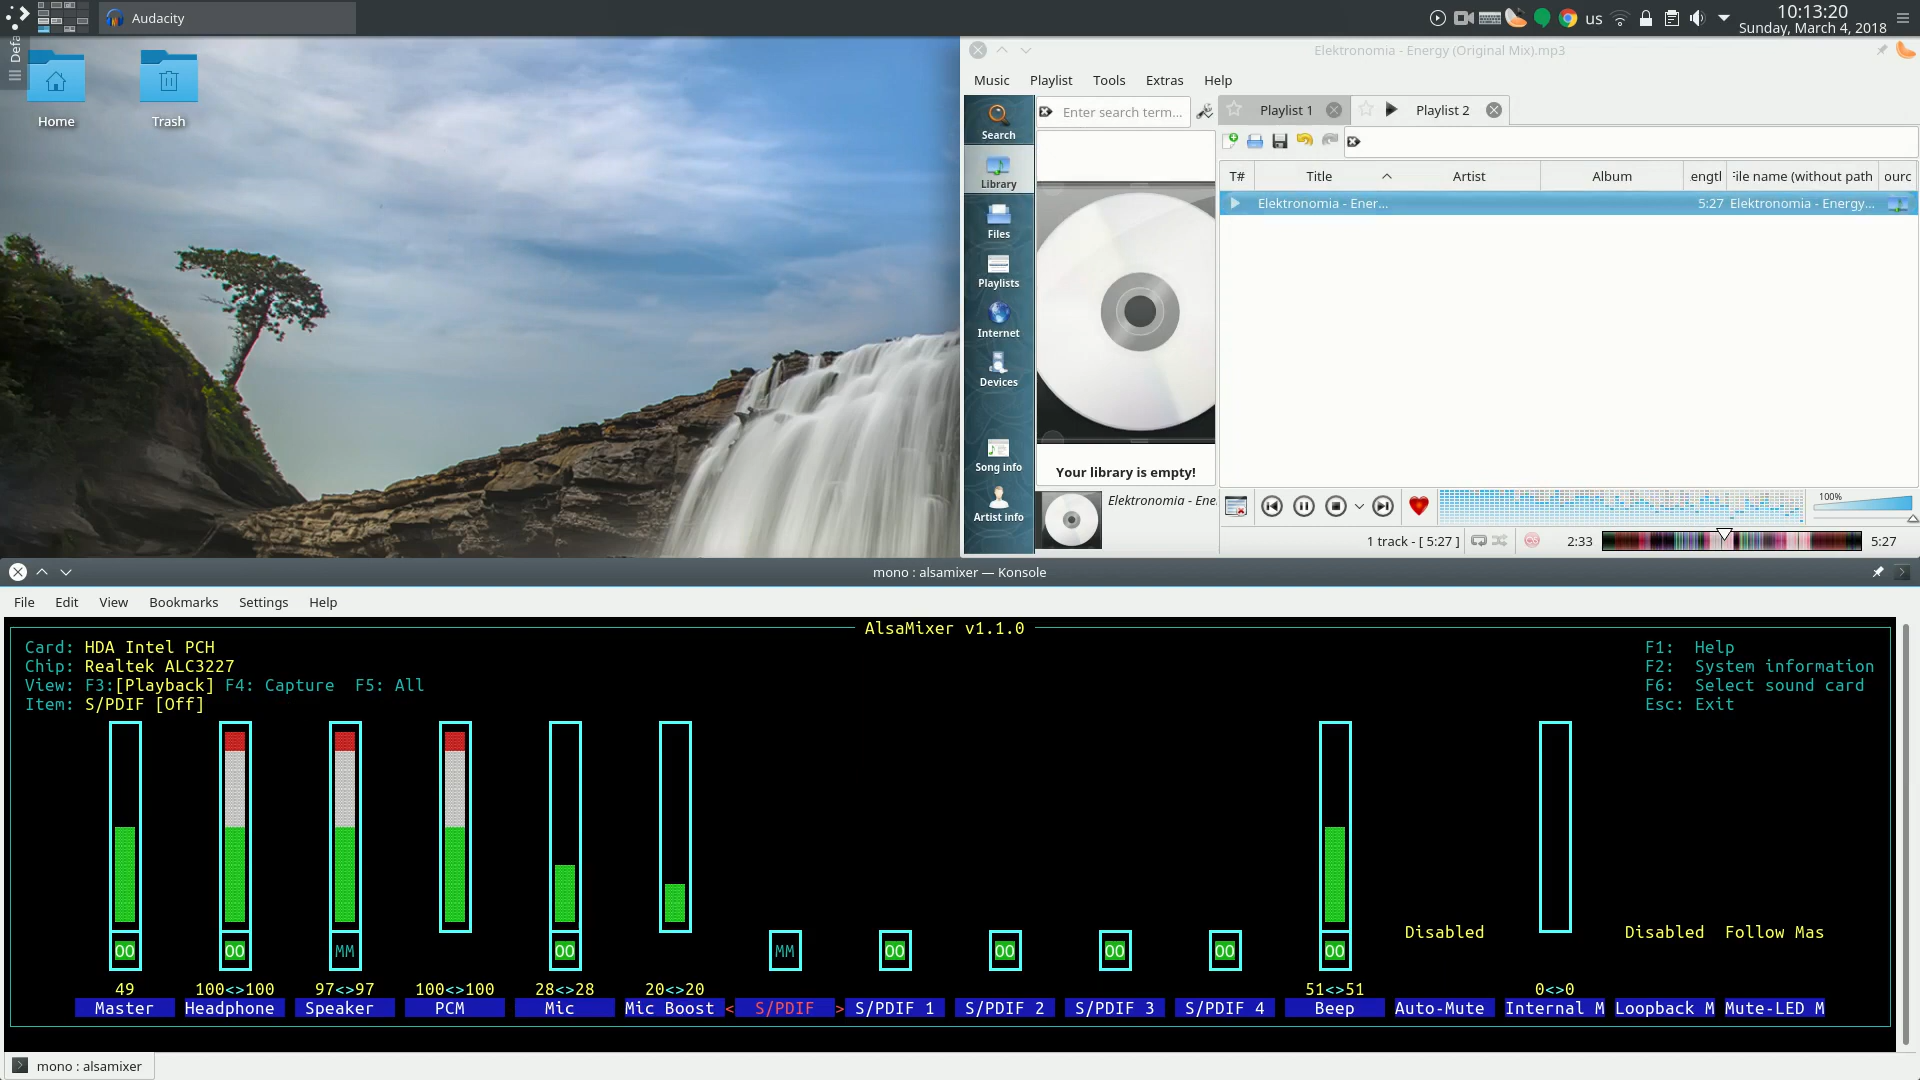 Audacity
us
10:13:20
Sunday, March 4, 2018
Defa
Home
Trash
Elektronomia - Energy (Original Mix).mp3
Music Playlist Tools Extras Help
Search
Library
Files
Playlists
Internet
Devices
Song info
Artist info
Enter search term...
Your library is empty!
Elektronomia - Ene
Playlist 1
Playlist 2
T# Title Artist Album engtl ile name (without path ourc
Elektronomia - Ener... 5:27 Elektronomia - Energy...
100%
1 track - [ 5:27 ] 2:33 5:27
mono : alsamixer — Konsole
File Edit View Bookmarks Settings Help
AlsaMixer v1.1.0
Card: HDA Intel PCH
Chip: Realtek ALC3227
View: F3:[Playback] F4: Capture F5: All
Item: S/PDIF [Off]
F1: Help
F2: System information
F6: Select sound card
Esc: Exit
Disabled Disabled Follow Mas
OO OO MM OO MM OO OO OO OO OO
49 100<>100 97<>97 100<>100 28<>28 20<>20 51<>51 0<>0
Master Headphone Speaker PCM Mic Mic Boost < S/PDIF > S/PDIF 1 S/PDIF 2 S/PDIF 3 S/PDIF 4 Beep Auto-Mute Internal M Loopback M Mute-LED M
mono : alsamixer